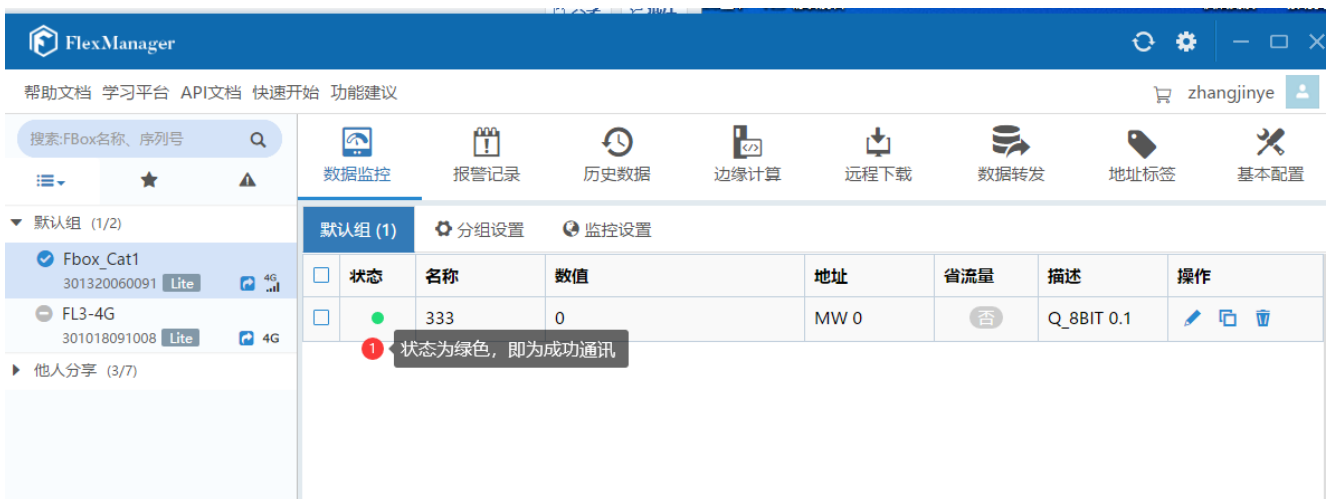 FlexManager
帮助文档 学习平台 API文档 快速开始 功能建议 zhangjinye
搜索:FBox名称、序列号
数据监控 报警记录 历史数据 边缘计算 远程下载 数据转发 地址标签 基本配置
默认组 (1/2)
Fbox_Cat1
301320060091 Lite 4G
FL3-4G
301018091008 Lite 4G
他人分享 (3/7)
默认组 (1) 分组设置 监控设置
状态 名称 数值 地址 省流量 描述 操作
333 0 MW 0 否 Q_8BIT 0.1
1 状态为绿色，即为成功通讯